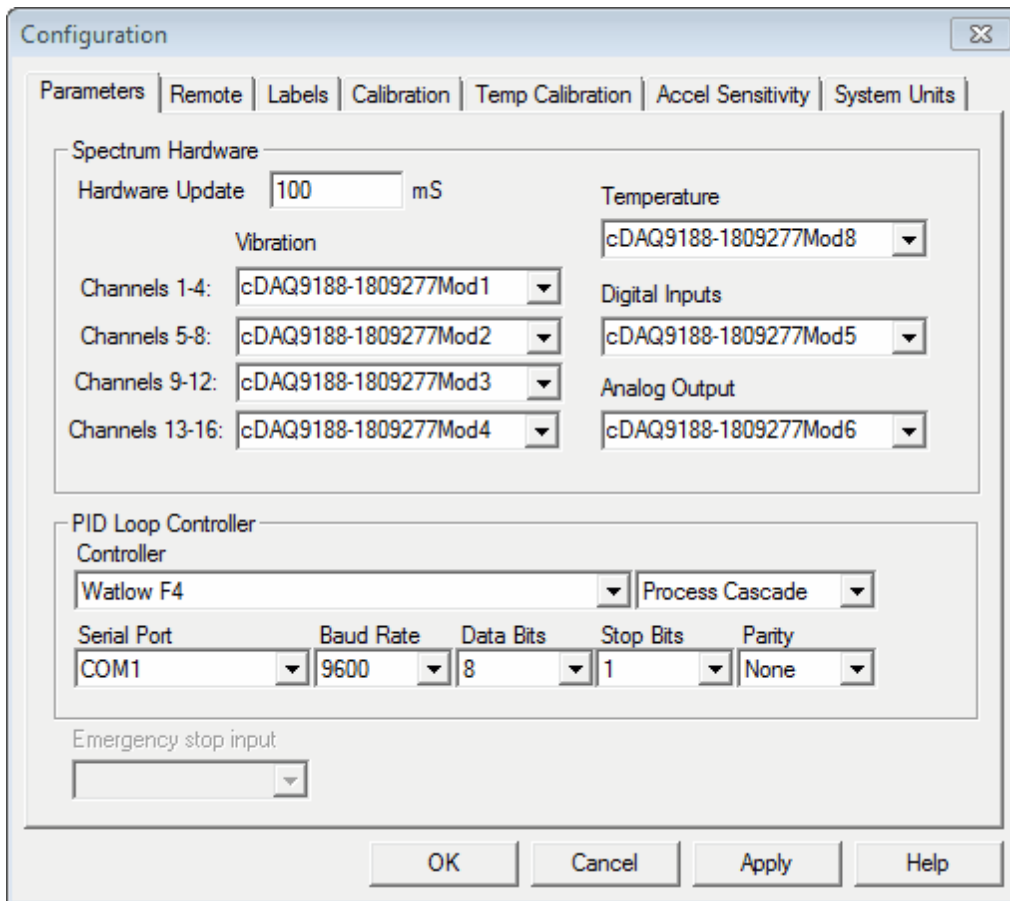 Configuration
Parameters Remote Labels Calibration Temp Calibration Accel Sensitivity System Units
Spectrum Hardware
Hardware Update 100 mS
Temperature
cDAQ9188-1809277Mod8
Vibration
Channels 1-4: cDAQ9188-1809277Mod1
Digital Inputs
Channels 5-8: cDAQ9188-1809277Mod2
cDAQ9188-1809277Mod5
Channels 9-12: cDAQ9188-1809277Mod3
Analog Output
Channels 13-16: cDAQ9188-1809277Mod4
cDAQ9188-1809277Mod6
PID Loop Controller
Controller
Watlow F4 Process Cascade
Serial Port Baud Rate Data Bits Stop Bits Parity
COM1 9600 8 1 None
Emergency stop input
OK Cancel Apply Help